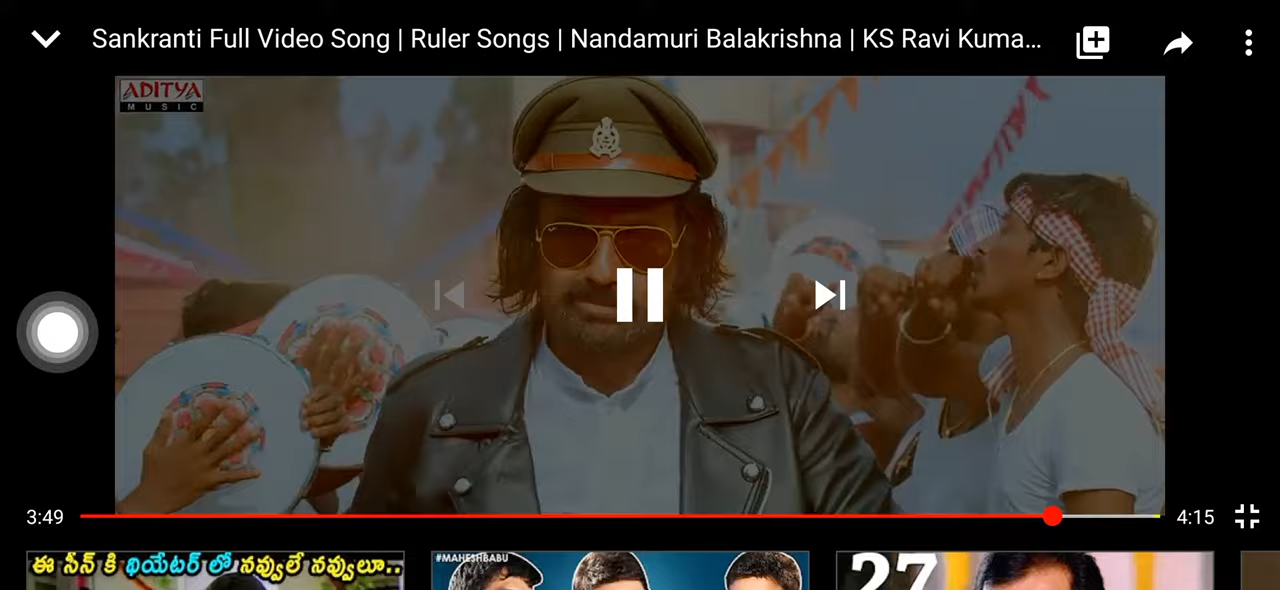 Sankranti Full Video Song | Ruler Songs | Nandamuri Balakrishna | KS Ravi Kuma...
ADITYA
MUSIC
3:49
4:15
ఈ సీన్ కి థియేటర్ లో నవ్వులే నవ్వులూ..
#MAHESHBABU
27